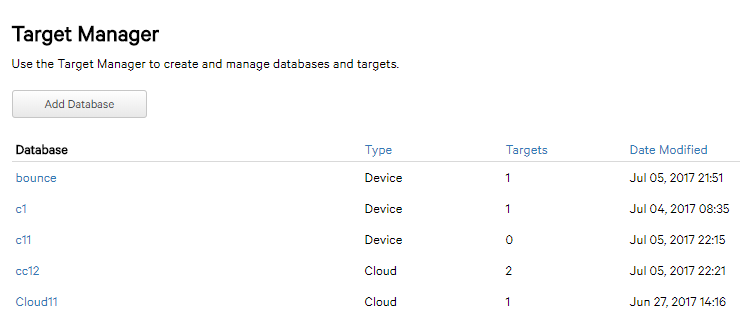 Target Manager
Use the Target Manager to create and manage databases and targets.
Add Database
Database Type Targets Date Modified
bounce Device 1 Jul 05, 2017 21:51
c1 Device 1 Jul 04, 2017 08:35
c11 Device 0 Jul 05, 2017 22:15
cc12 Cloud 2 Jul 05, 2017 22:21
Cloud11 Cloud 1 Jun 27, 2017 14:16